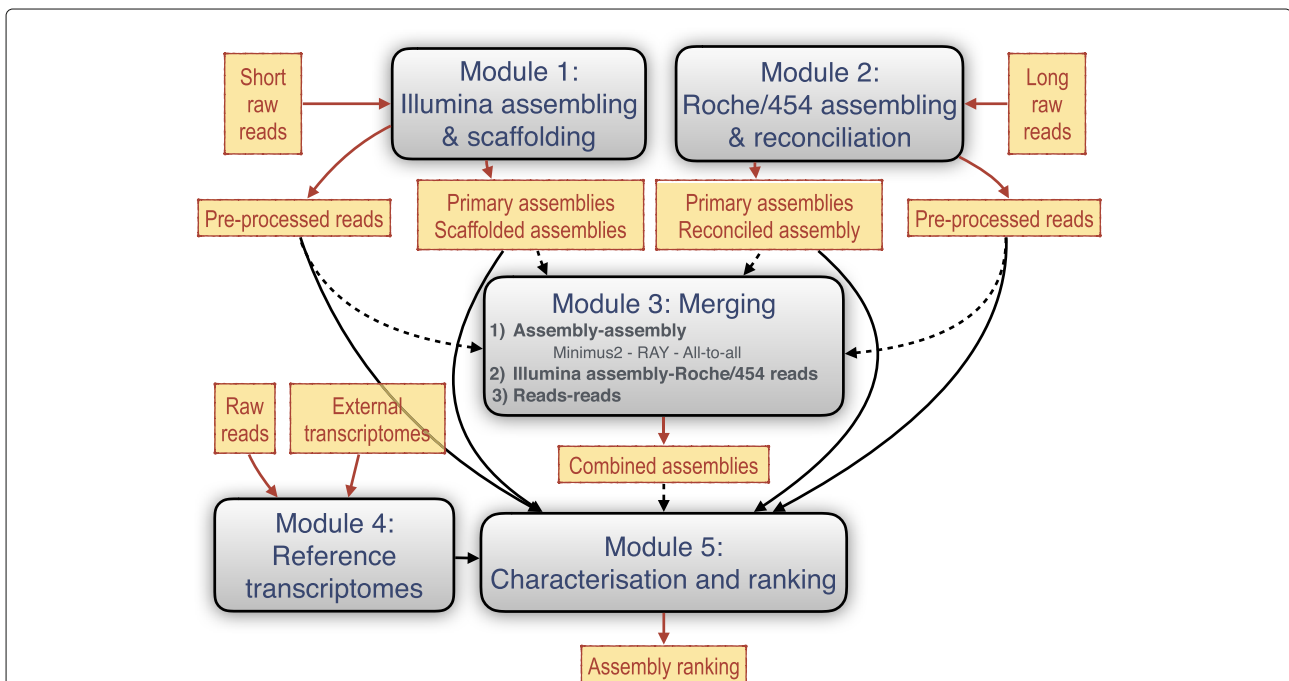 Short
raw
reads
Module 1:
Illumina assembling
& scaffolding
Module 2:
Roche/454 assembling
& reconciliation
Long
raw
reads
Pre-processed reads
Primary assemblies
Scaffolded assemblies
Primary assemblies
Reconciled assembly
Pre-processed reads
Module 3: Merging
1) Assembly-assembly
Minimus2 - RAY - All-to-all
2) Illumina assembly-Roche/454 reads
3) Reads-reads
Raw
reads
External
transcriptomes
Combined assemblies
Module 4:
Reference
transcriptomes
Module 5:
Characterisation and ranking
Assembly ranking